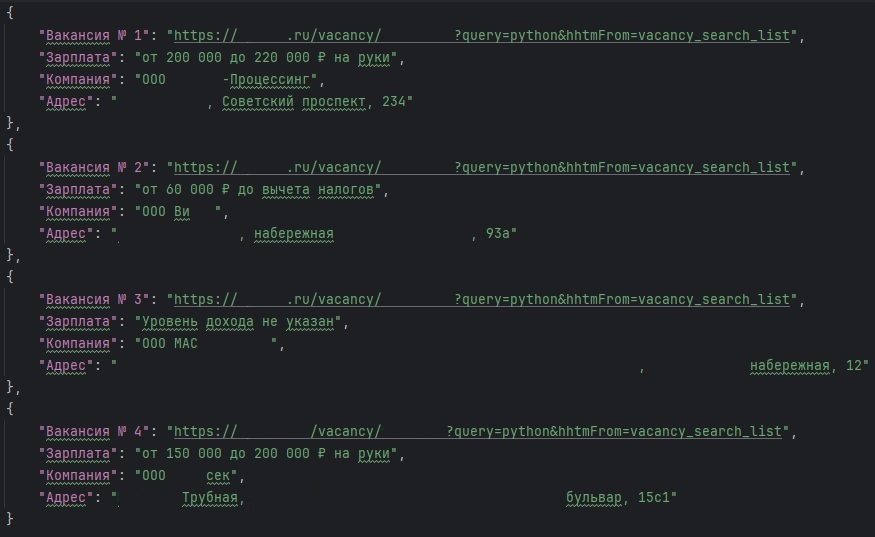 {
"Вакансия № 1": "https:// .ru/vacancy/ ?query=python&hhtmFrom=vacancy_search_list",
"Зарплата": "от 200 000 до 220 000 ₽ на руки",
"Компания": "ООО -Процессинг",
"Адрес": " , Советский проспект, 234"
},
{
"Вакансия № 2": "https:// .ru/vacancy/ ?query=python&hhtmFrom=vacancy_search_list",
"Зарплата": "от 60 000 ₽ до вычета налогов",
"Компания": "ООО Ви ",
"Адрес": " , набережная , 93а"
},
{
"Вакансия № 3": "https:// .ru/vacancy/ ?query=python&hhtmFrom=vacancy_search_list",
"Зарплата": "Уровень дохода не указан",
"Компания": "ООО МАС ",
"Адрес": " , набережная, 12"
},
{
"Вакансия № 4": "https:// /vacancy/ ?query=python&hhtmFrom=vacancy_search_list",
"Зарплата": "от 150 000 до 200 000 ₽ на руки",
"Компания": "ООО сек",
"Адрес": " Трубная, бульвар, 15с1"
}